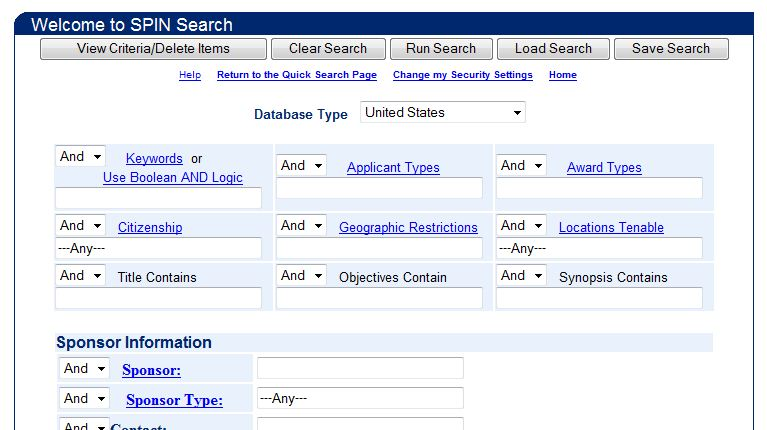 Welcome to SPIN Search
View Criteria/Delete Items Clear Search Run Search Load Search Save Search
Help Return to the Quick Search Page Change my Security Settings Home
Database Type United States
And Keywords or And Applicant Types And Award Types
Use Boolean AND Logic
And Citizenship And Geographic Restrictions And Locations Tenable
---Any--- ---Any---
And Title Contains And Objectives Contain And Synopsis Contains
Sponsor Information
And Sponsor:
And Sponsor Type: ---Any---
And Contact: